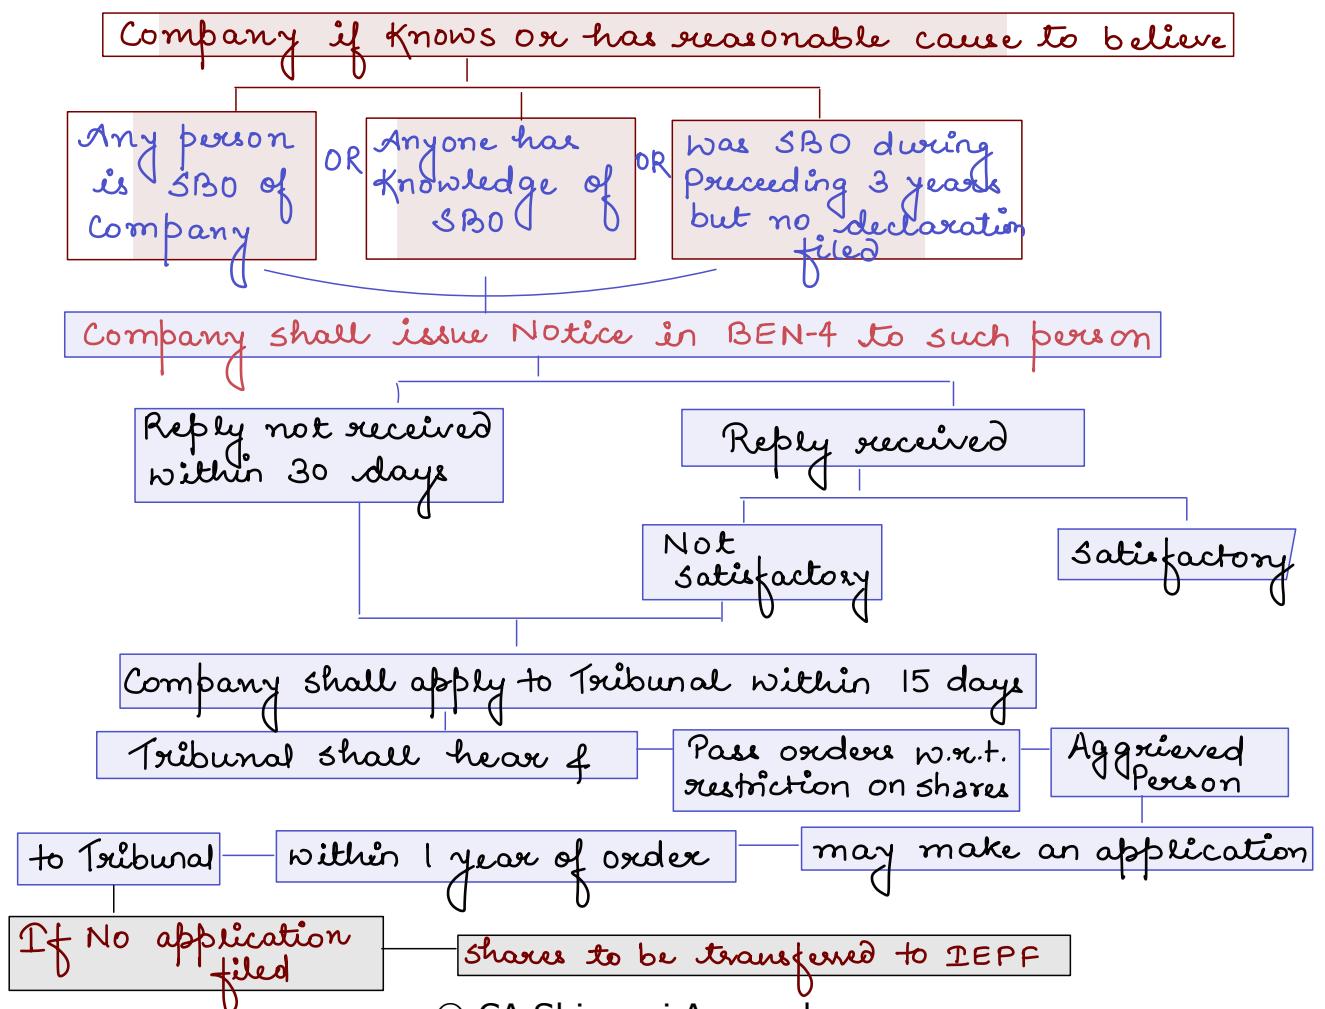 Company if knows or has reasonable cause to believe
Any person
is SBO of
Company
OR
Anyone has
knowledge of
SBO
OR
was SBO during
Preceeding 3 years
but no declaration
filed
Company shall issue Notice in BEN-4 to such person
Reply not received
within 30 days
Reply received
Not
satisfactory
Satisfactory
Company shall apply to Tribunal within 15 days
Tribunal shall hear &
Pass orders w.r.t.
restriction on shares
Aggrieved
Person
may make an application
within 1 year of order
to Tribunal
If No application
filed
shares to be transferred to IEPF